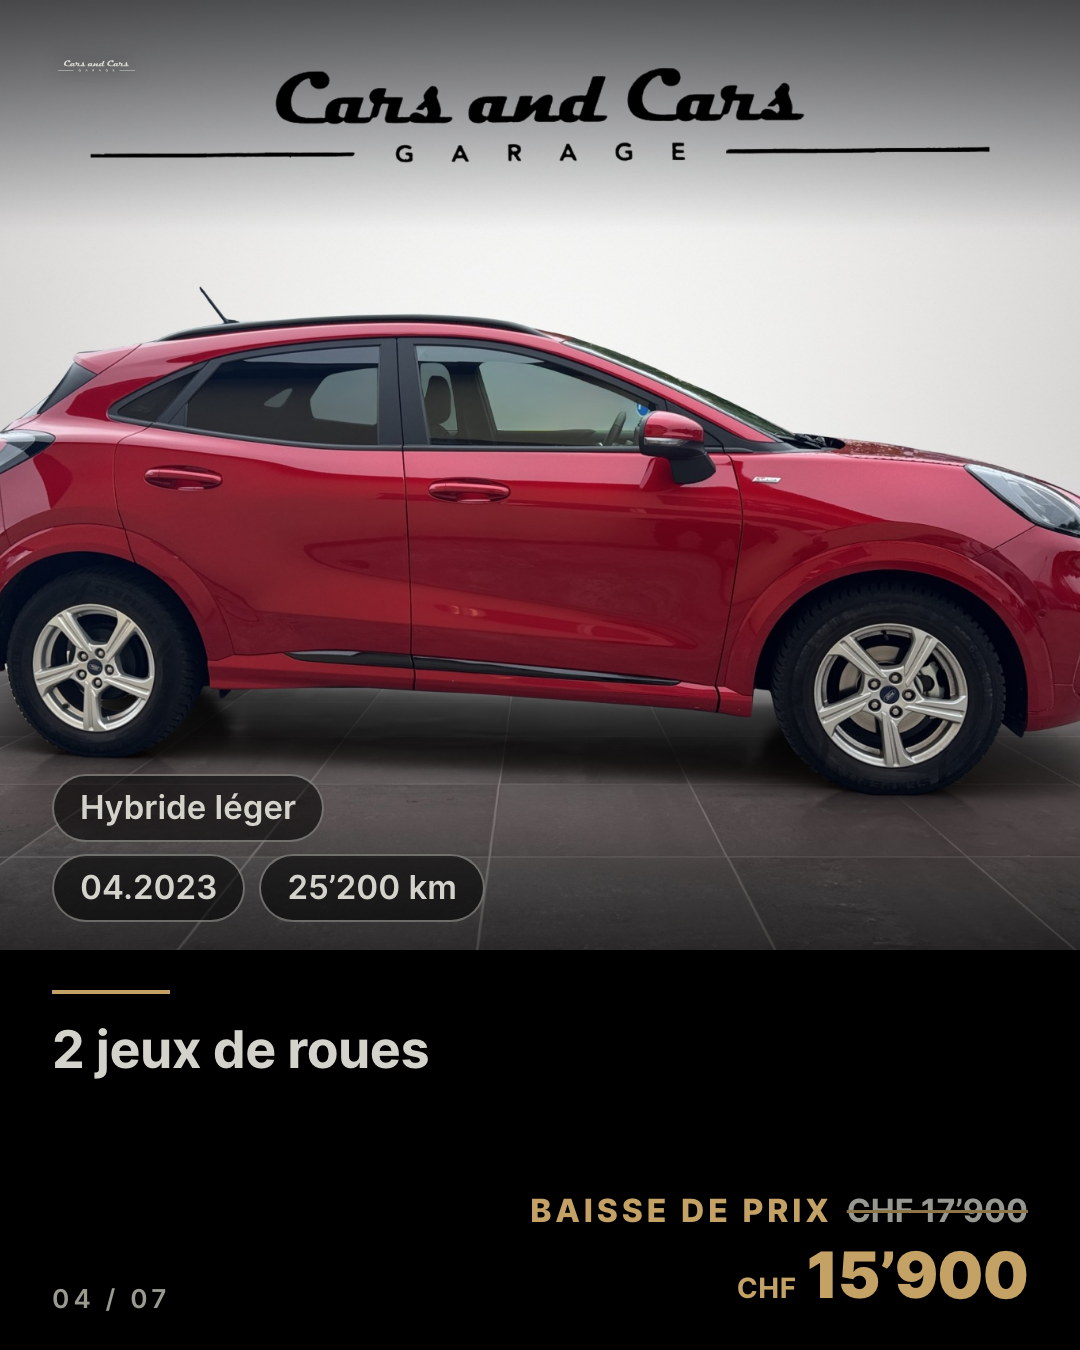 Cars and Cars
GARAGE
Cars and Cars
GARAGE
Hybride léger
04.2023
25’200 km
2 jeux de roues
BAISSE DE PRIX CHF 17’900
CHF 15’900
04 / 07